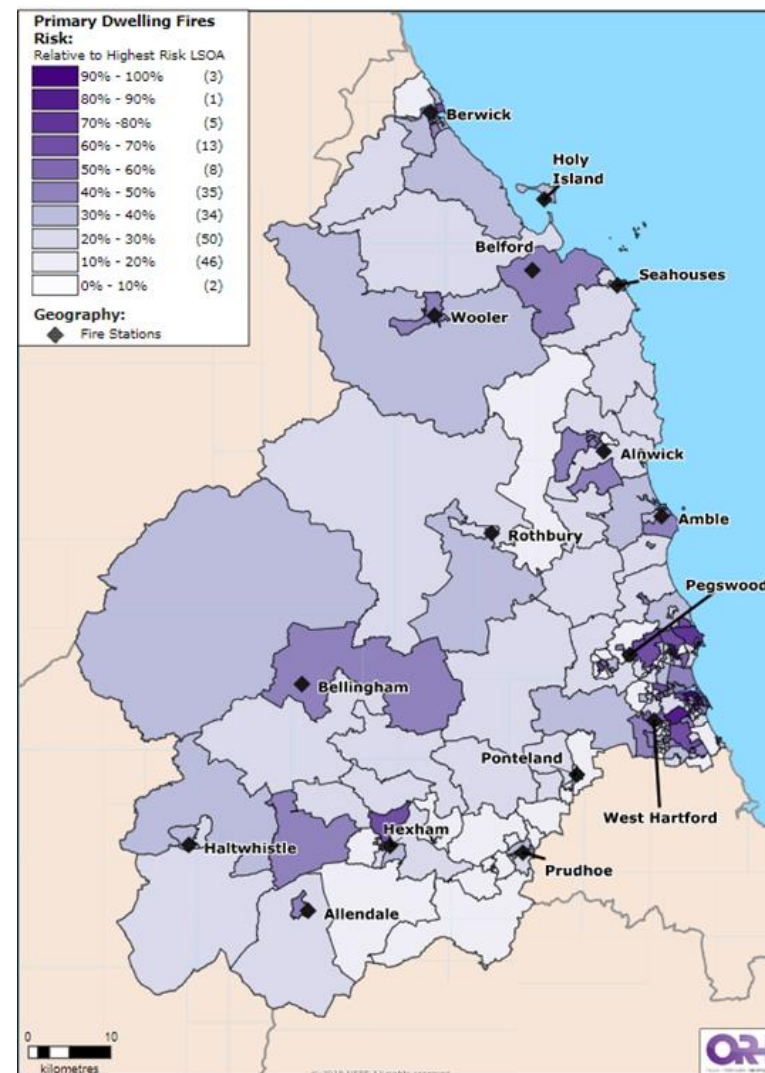 Primary Dwelling Fires
Risk:
Relative to Highest Risk LSOA
90% - 100% (3)
80% - 90% (1)
70% -80% (5)
60% - 70% (13)
50% - 60% (8)
40% - 50% (35)
30% - 40% (34)
20% - 30% (50)
10% - 20% (46)
0% - 10% (2)
Geography:
Fire Stations
Berwick
Holy
Island
Belford
Seahouses
Wooler
Alnwick
Amble
Rothbury
Pegswood
Bellingham
Ponteland
West Hartford
Hexham
Haltwhistle
Prudhoe
Allendale
0 10
kilometres
OR